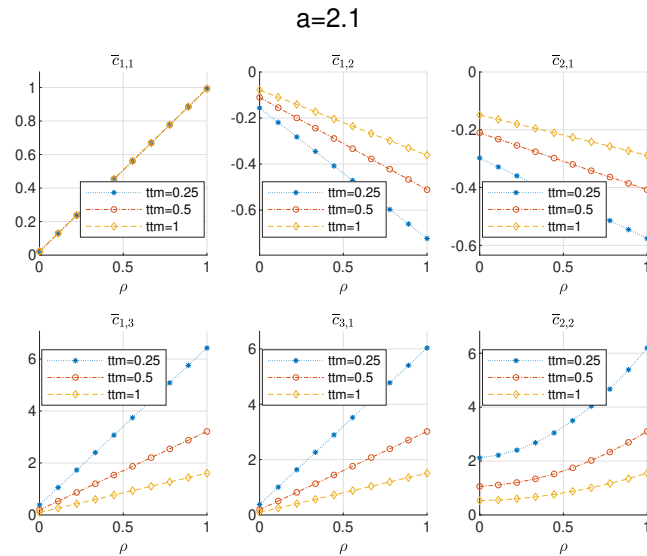 a=2.1
c̅₁,₁
1
0.8
0.6
0.4
0.2
0
0 0.5 1
ρ
ttm=0.25
ttm=0.5
ttm=1
c̅₁,₂
0
-0.2
-0.4
-0.6
0 0.5 1
ρ
ttm=0.25
ttm=0.5
ttm=1
c̅₂,₁
0
-0.2
-0.4
-0.6
0 0.5 1
ρ
ttm=0.25
ttm=0.5
ttm=1
c̅₁,₃
6
4
2
0
0 0.5 1
ρ
ttm=0.25
ttm=0.5
ttm=1
c̅₃,₁
6
4
2
0
0 0.5 1
ρ
ttm=0.25
ttm=0.5
ttm=1
c̅₂,₂
6
4
2
0
0 0.5 1
ρ
ttm=0.25
ttm=0.5
ttm=1